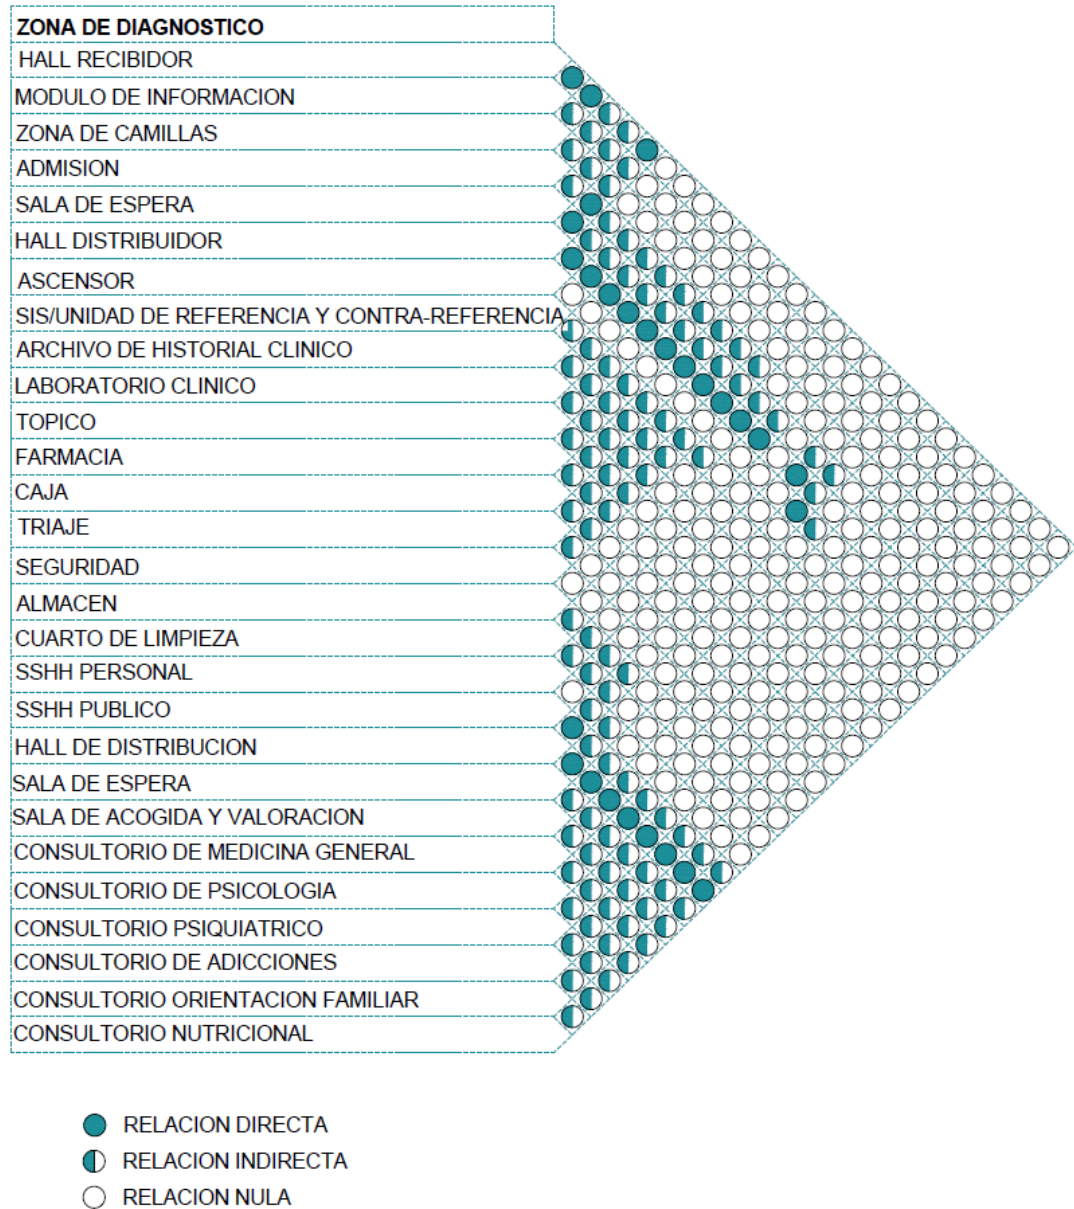 ZONA DE DIAGNOSTICO
HALL RECIBIDOR
MODULO DE INFORMACION
ZONA DE CAMILLAS
ADMISION
SALA DE ESPERA
HALL DISTRIBUIDOR
ASCENSOR
SIS/UNIDAD DE REFERENCIA Y CONTRA-REFERENCIA
ARCHIVO DE HISTORIAL CLINICO
LABORATORIO CLINICO
TOPICO
FARMACIA
CAJA
TRIAJE
SEGURIDAD
ALMACEN
CUARTO DE LIMPIEZA
SSHH PERSONAL
SSHH PUBLICO
HALL DE DISTRIBUCION
SALA DE ESPERA
SALA DE ACOGIDA Y VALORACION
CONSULTORIO DE MEDICINA GENERAL
CONSULTORIO DE PSICOLOGIA
CONSULTORIO PSIQUIATRICO
CONSULTORIO DE ADICCIONES
CONSULTORIO ORIENTACION FAMILIAR
CONSULTORIO NUTRICIONAL
RELACION DIRECTA
RELACION INDIRECTA
RELACION NULA